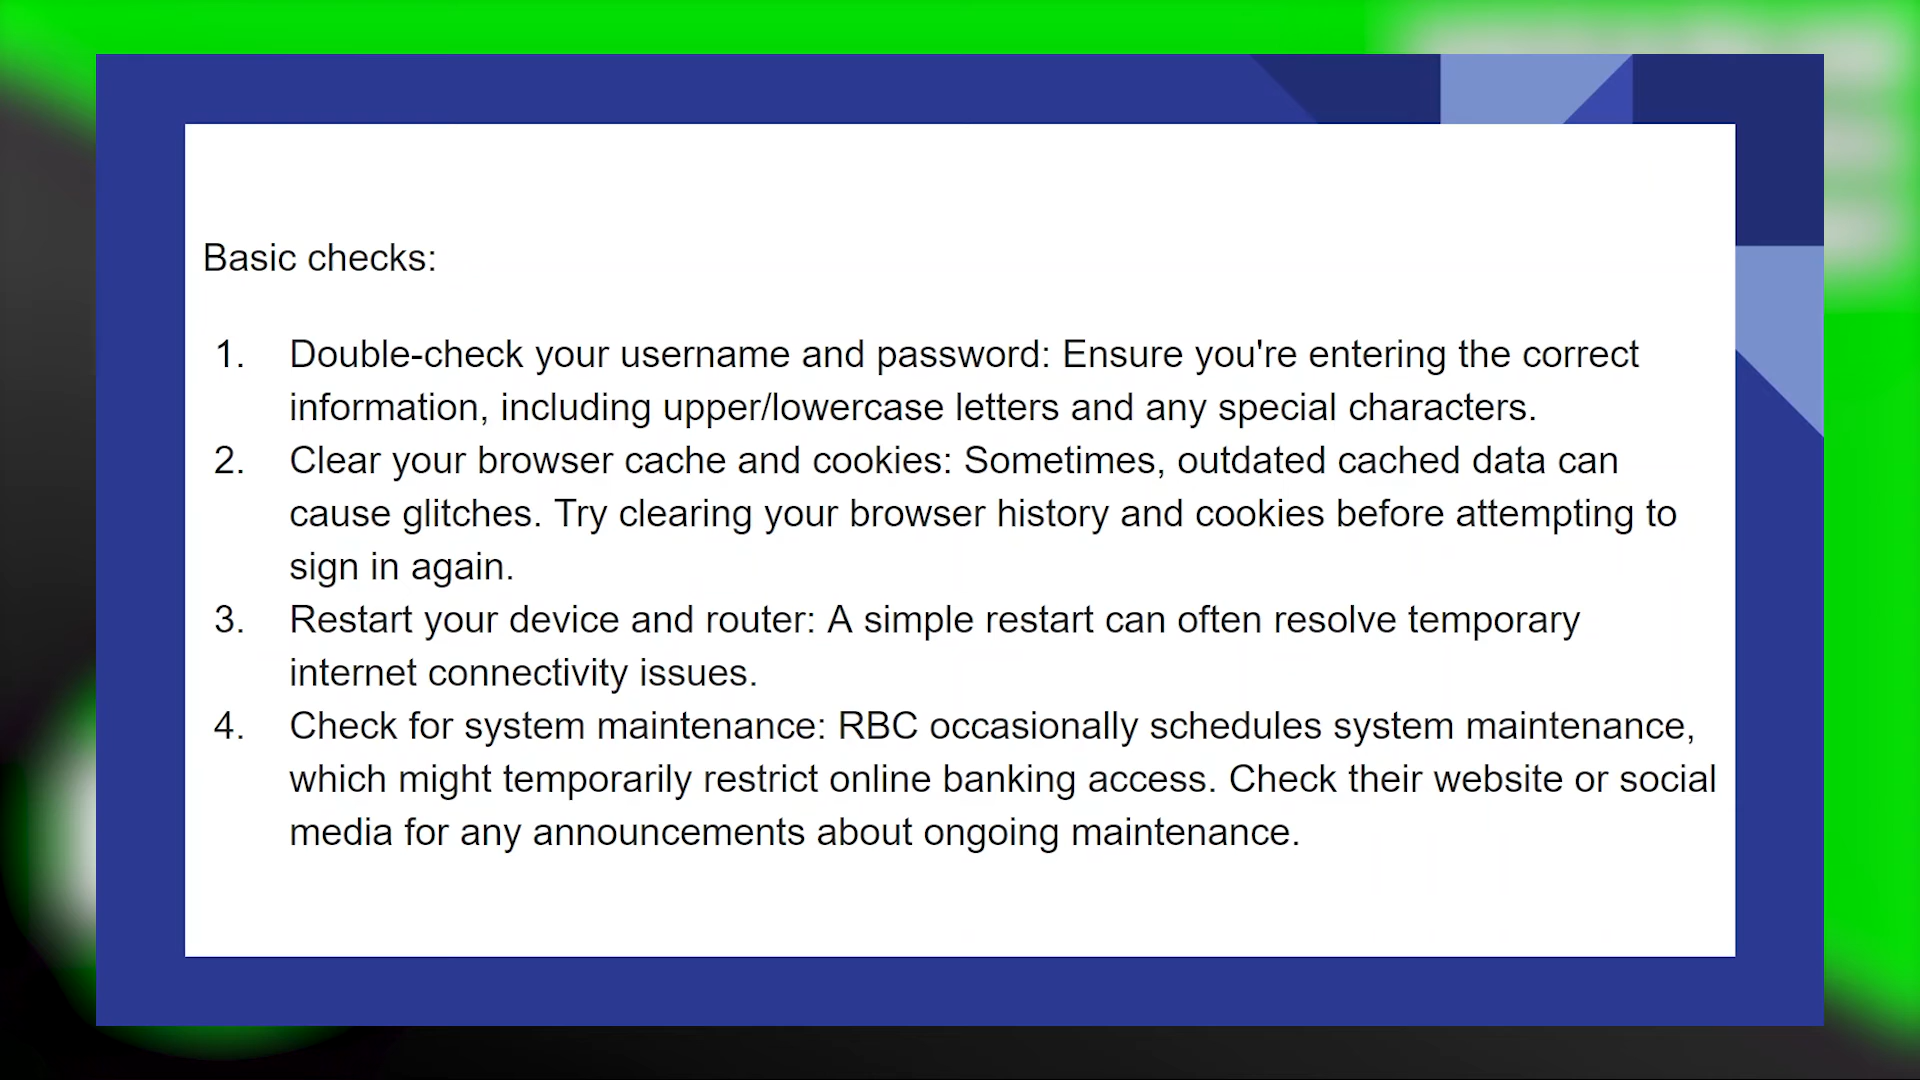 Basic checks:
1. Double-check your username and password: Ensure you're entering the correct
information, including upper/lowercase letters and any special characters.
2. Clear your browser cache and cookies: Sometimes, outdated cached data can
cause glitches. Try clearing your browser history and cookies before attempting to
sign in again.
3. Restart your device and router: A simple restart can often resolve temporary
internet connectivity issues.
4. Check for system maintenance: RBC occasionally schedules system maintenance,
which might temporarily restrict online banking access. Check their website or social
media for any announcements about ongoing maintenance.